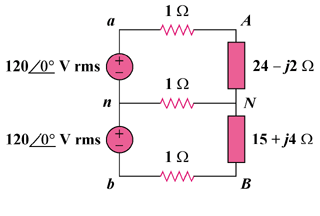 1 Ω
a A
120/0° V rms + − 24 – j2 Ω
1 Ω
n N
120/0° V rms + − 15 + j4 Ω
1 Ω
b B